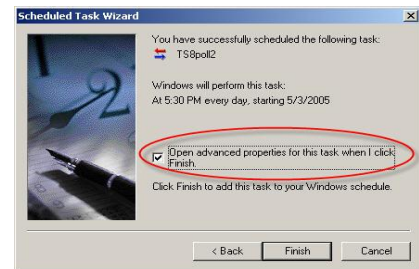 Scheduled Task Wizard
You have successfully scheduled the following task:
TS8poll2
Windows will perform this task:
At 5:30 PM every day, starting 5/3/2005
Open advanced properties for this task when I click
Finish.
Click Finish to add this task to your Windows schedule.
< Back
Finish
Cancel